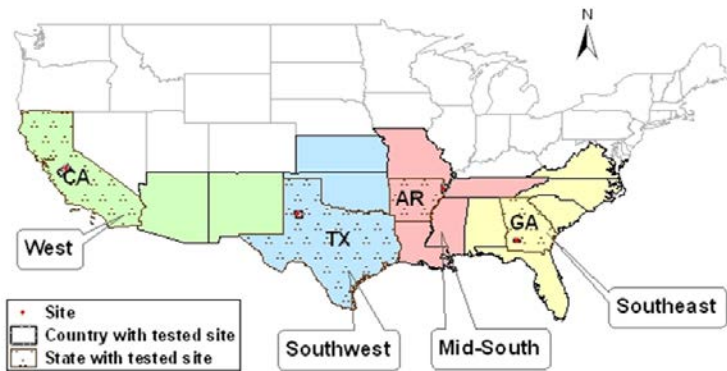 N
CA
AR
GA
TX
West
Southeast
Southwest
Mid-South
Site
Country with tested site
State with tested site